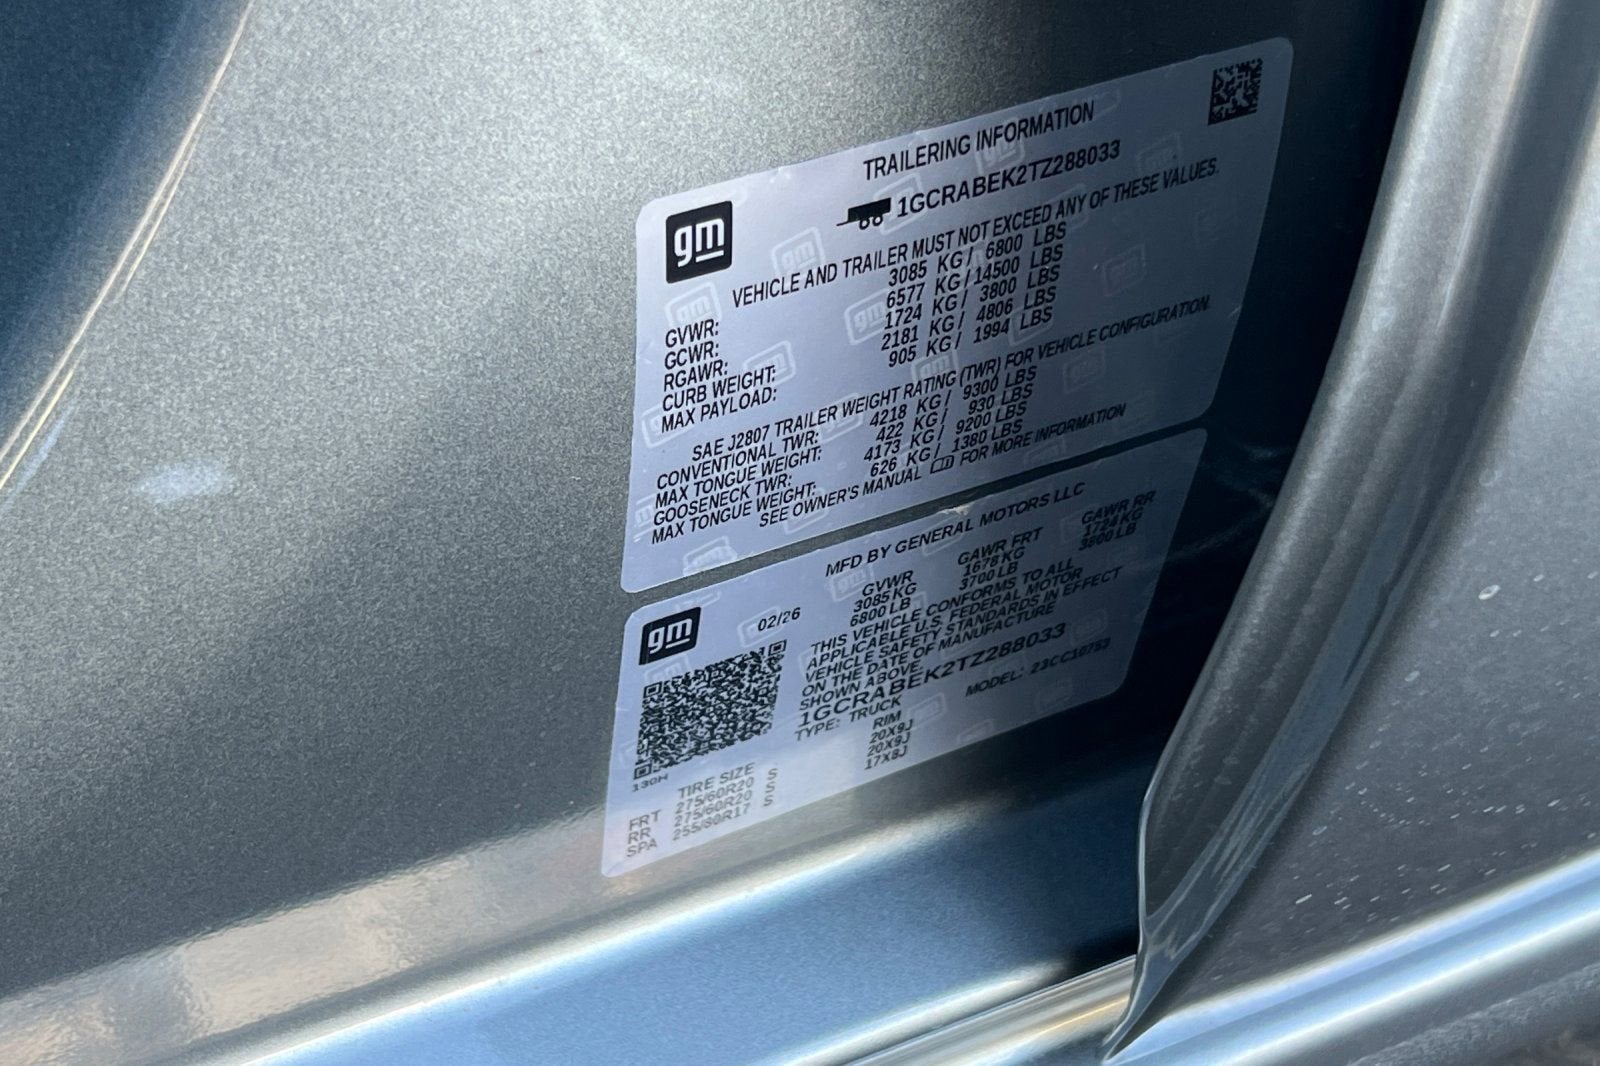 TRAILERING INFORMATION
1GCRABEK2TZ288033
gm
VEHICLE AND TRAILER MUST NOT EXCEED ANY OF THESE VALUES.
GVWR: 3085 KG/ 6800 LBS
GCWR: 6577 KG/14500 LBS
RGAWR: 1724 KG/ 3800 LBS
CURB WEIGHT: 2181 KG/ 4806 LBS
MAX PAYLOAD: 905 KG/ 1994 LBS
SAE J2807 TRAILER WEIGHT RATING (TWR) FOR VEHICLE CONFIGURATION.
CONVENTIONAL TWR: 4218 KG/ 9300 LBS
MAX TONGUE WEIGHT: 422 KG/ 930 LBS
GOOSENECK TWR: 4173 KG/ 9200 LBS
MAX TONGUE WEIGHT: 626 KG/ 1380 LBS
SEE OWNER'S MANUAL FOR MORE INFORMATION
MFD BY GENERAL MOTORS LLC
gm
02/26
GVWR GAWR FRT GAWR RR
3085 KG 1678 KG 1724 KG
6800 LB 3700 LB 3800 LB
THIS VEHICLE CONFORMS TO ALL
APPLICABLE U.S. FEDERAL MOTOR
VEHICLE SAFETY STANDARDS IN EFFECT
ON THE DATE OF MANUFACTURE
SHOWN ABOVE.
1GCRABEK2TZ288033
TYPE: TRUCK MODEL: 23CC10753
130H
TIRE SIZE RIM
FRT 275/60R20 S 20X9J
RR 275/60R20 S 20X9J
SPA 255/80R17 S 17X8J